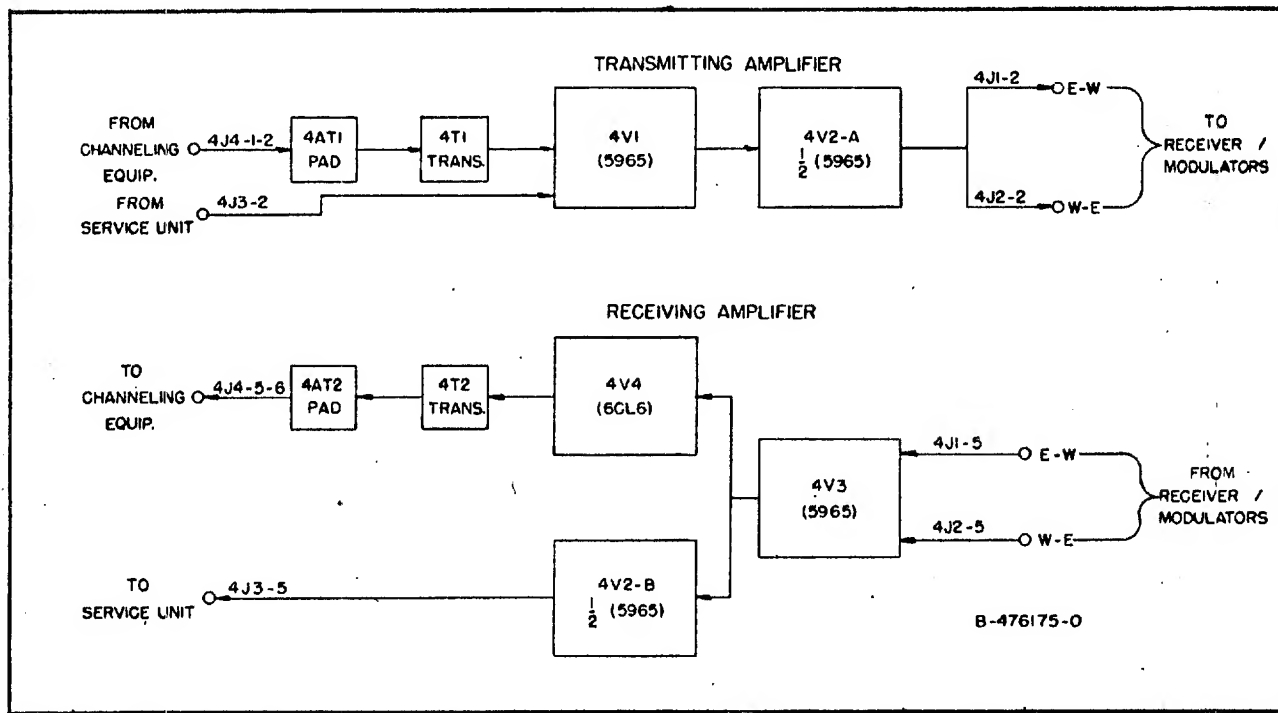 TRANSMITTING AMPLIFIER
FROM
CHANNELING
EQUIP.
4J4-1-2
4AT1
PAD
4T1
TRANS.
4V1
(5965)
4V2-A
1/2 (5965)
4J1-2
E-W
4J2-2
W-E
TO
RECEIVER /
MODULATORS
FROM
SERVICE UNIT
4J3-2
RECEIVING AMPLIFIER
TO
CHANNELING
EQUIP.
4J4-5-6
4AT2
PAD
4T2
TRANS.
4V4
(6CL6)
4V3
(5965)
4J1-5
E-W
4J2-5
W-E
FROM
RECEIVER /
MODULATORS
TO
SERVICE UNIT
4J3-5
4V2-B
1/2 (5965)
B-476175-0